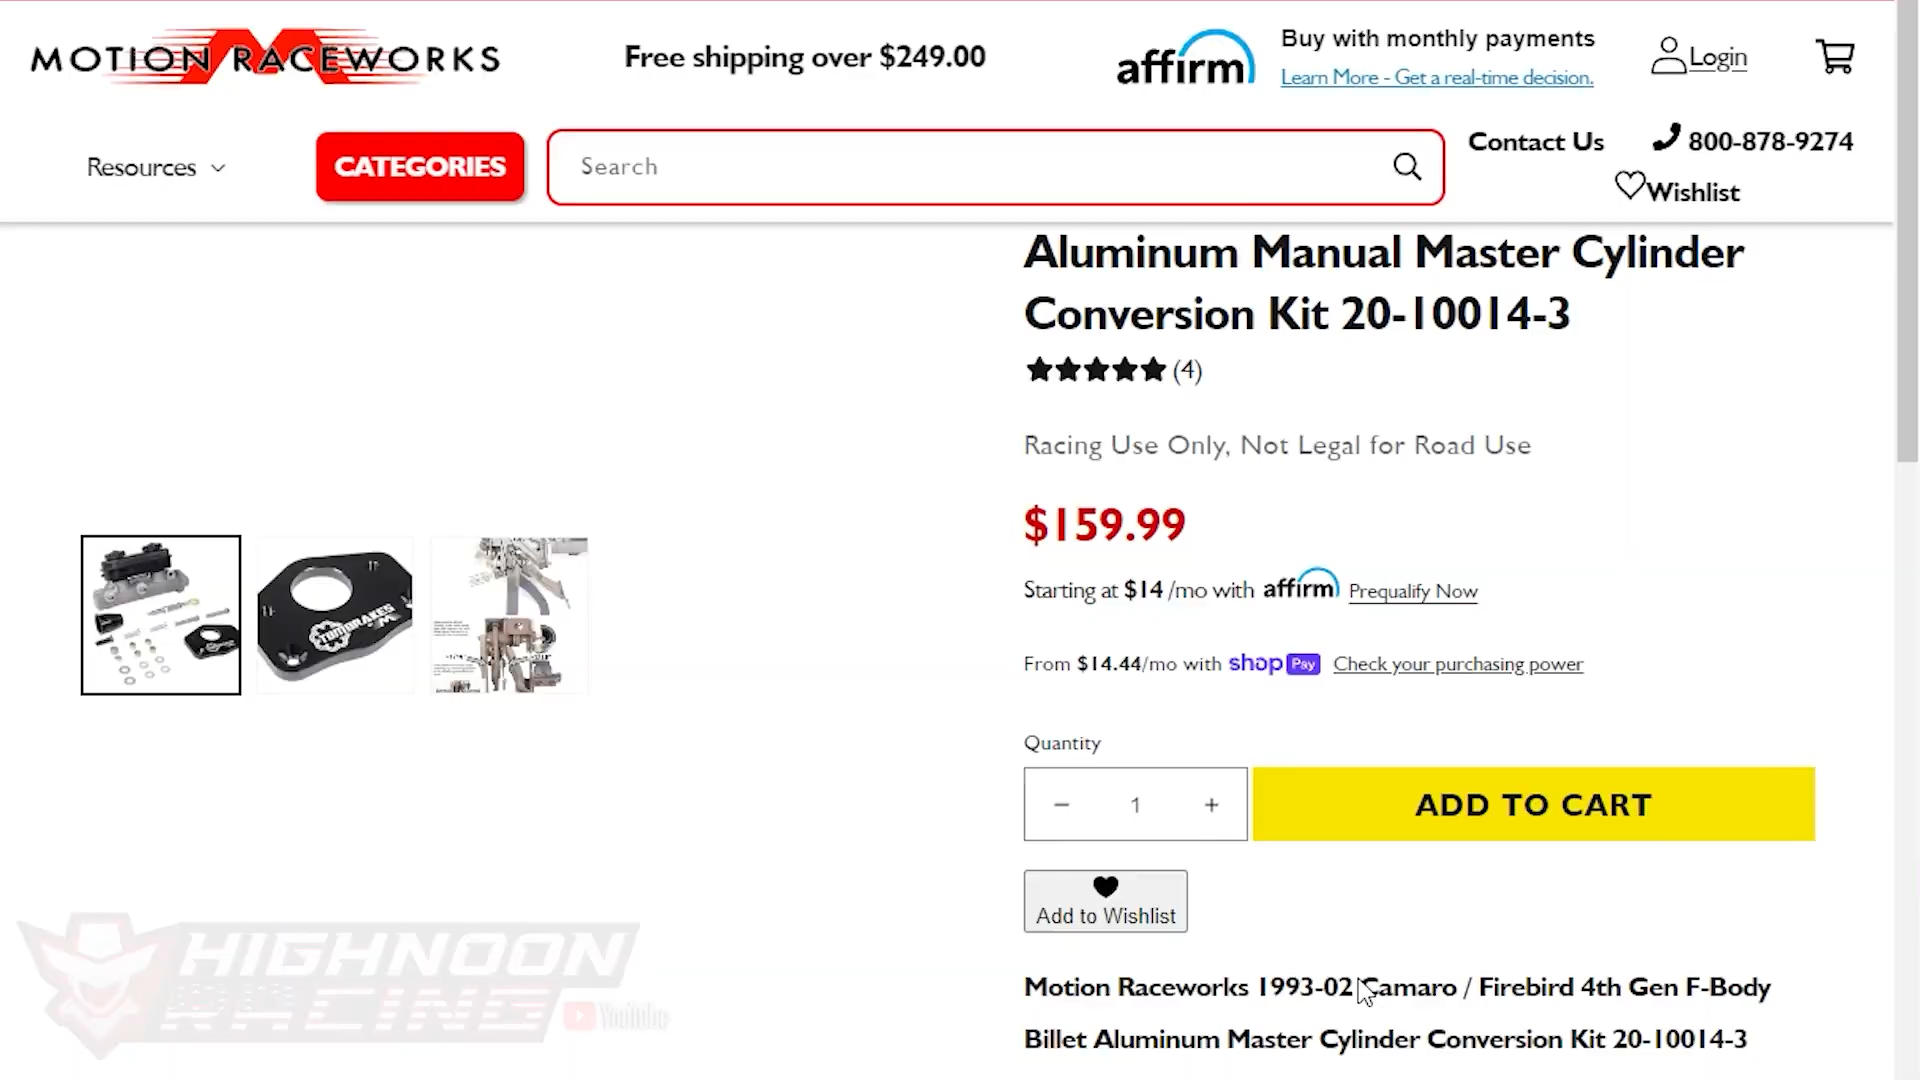 MOTION RACEWORKS
Free shipping over $249.00
affirm
Buy with monthly payments
Learn More - Get a real-time decision.
Login
Resources
CATEGORIES
Search
Contact Us
800-878-9274
Wishlist
Aluminum Manual Master Cylinder
Conversion Kit 20-10014-3
(4)
Racing Use Only, Not Legal for Road Use
$159.99
Starting at $14/mo with affirm Prequalify Now
From $14.44/mo with shop Pay Check your purchasing power
TBMBRAKES
Quantity
− 1 +
ADD TO CART
Add to Wishlist
Motion Raceworks 1993-02 Camaro / Firebird 4th Gen F-Body
Billet Aluminum Master Cylinder Conversion Kit 20-10014-3
HIGHNOON
RACING
YouTube